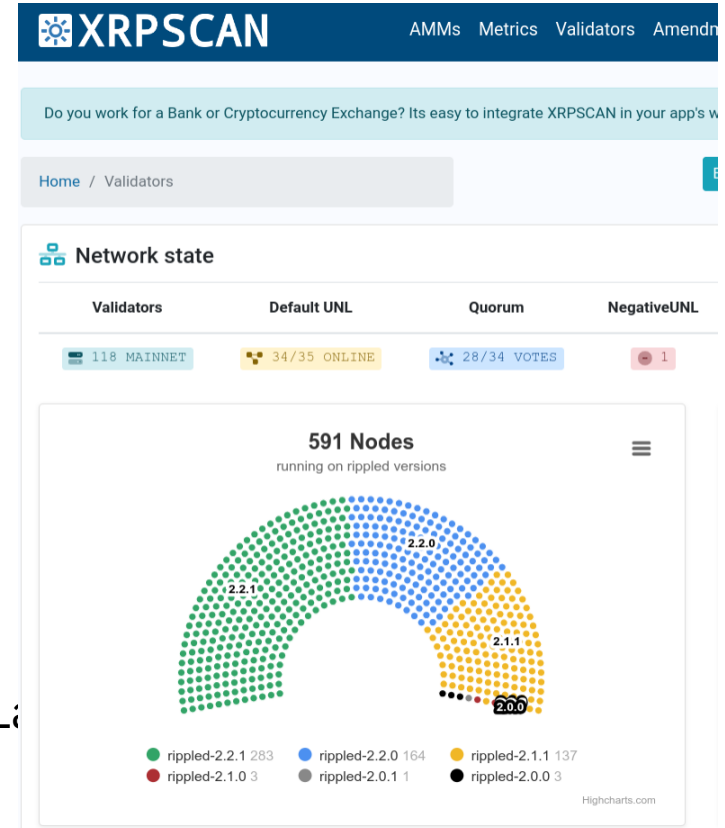 XRPSCAN
AMMs Metrics Validators Amendm
Do you work for a Bank or Cryptocurrency Exchange? Its easy to integrate XRPSCAN in your app's w
Home / Validators
Network state
Validators Default UNL Quorum NegativeUNL
118 MAINNET 34/35 ONLINE 28/34 VOTES 1
591 Nodes
running on rippled versions
2.2.0
2.2.1
2.1.1
2.0.0
rippled-2.2.1 283 rippled-2.2.0 164 rippled-2.1.1 137
rippled-2.1.0 3 rippled-2.0.1 1 rippled-2.0.0 3
Highcharts.com